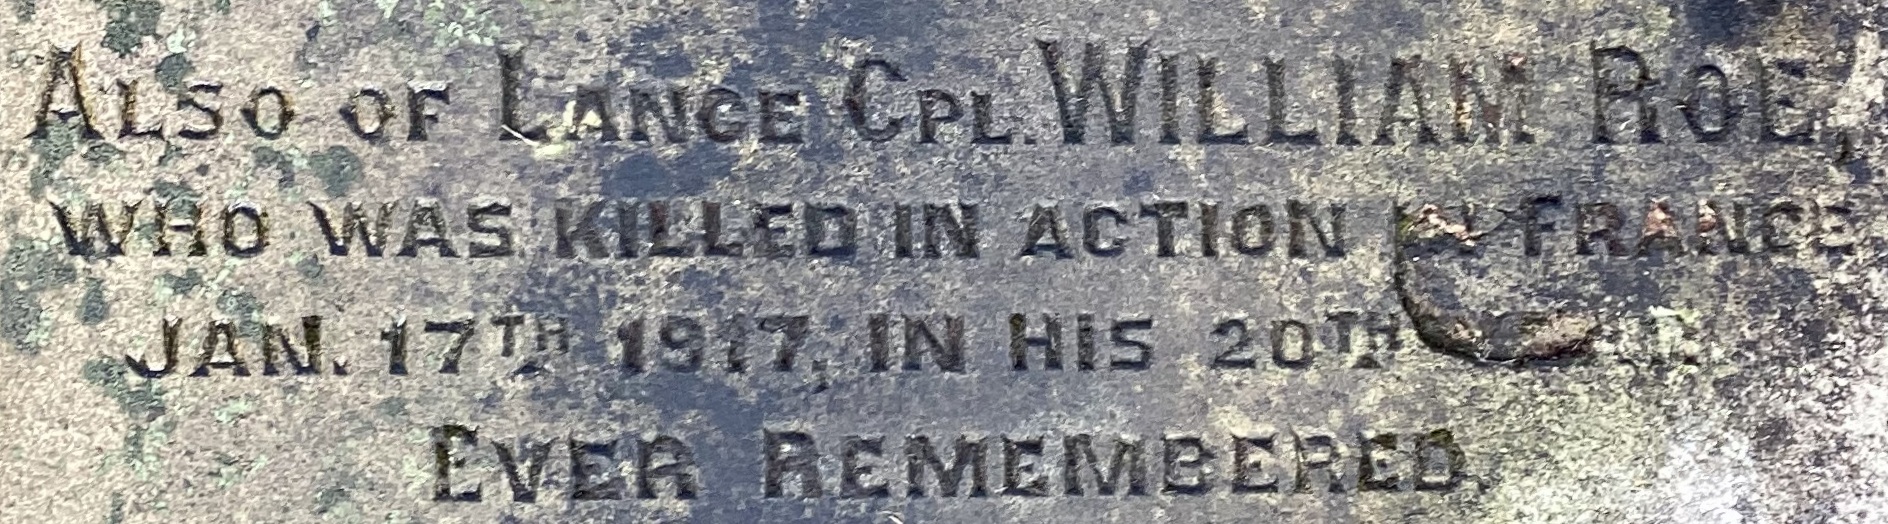 ALSO OF LANCE CPL. WILLIAM ROE,
WHO WAS KILLED IN ACTION IN FRANCE
JAN. 17TH 1917, IN HIS 20TH
EVER REMEMBERED.